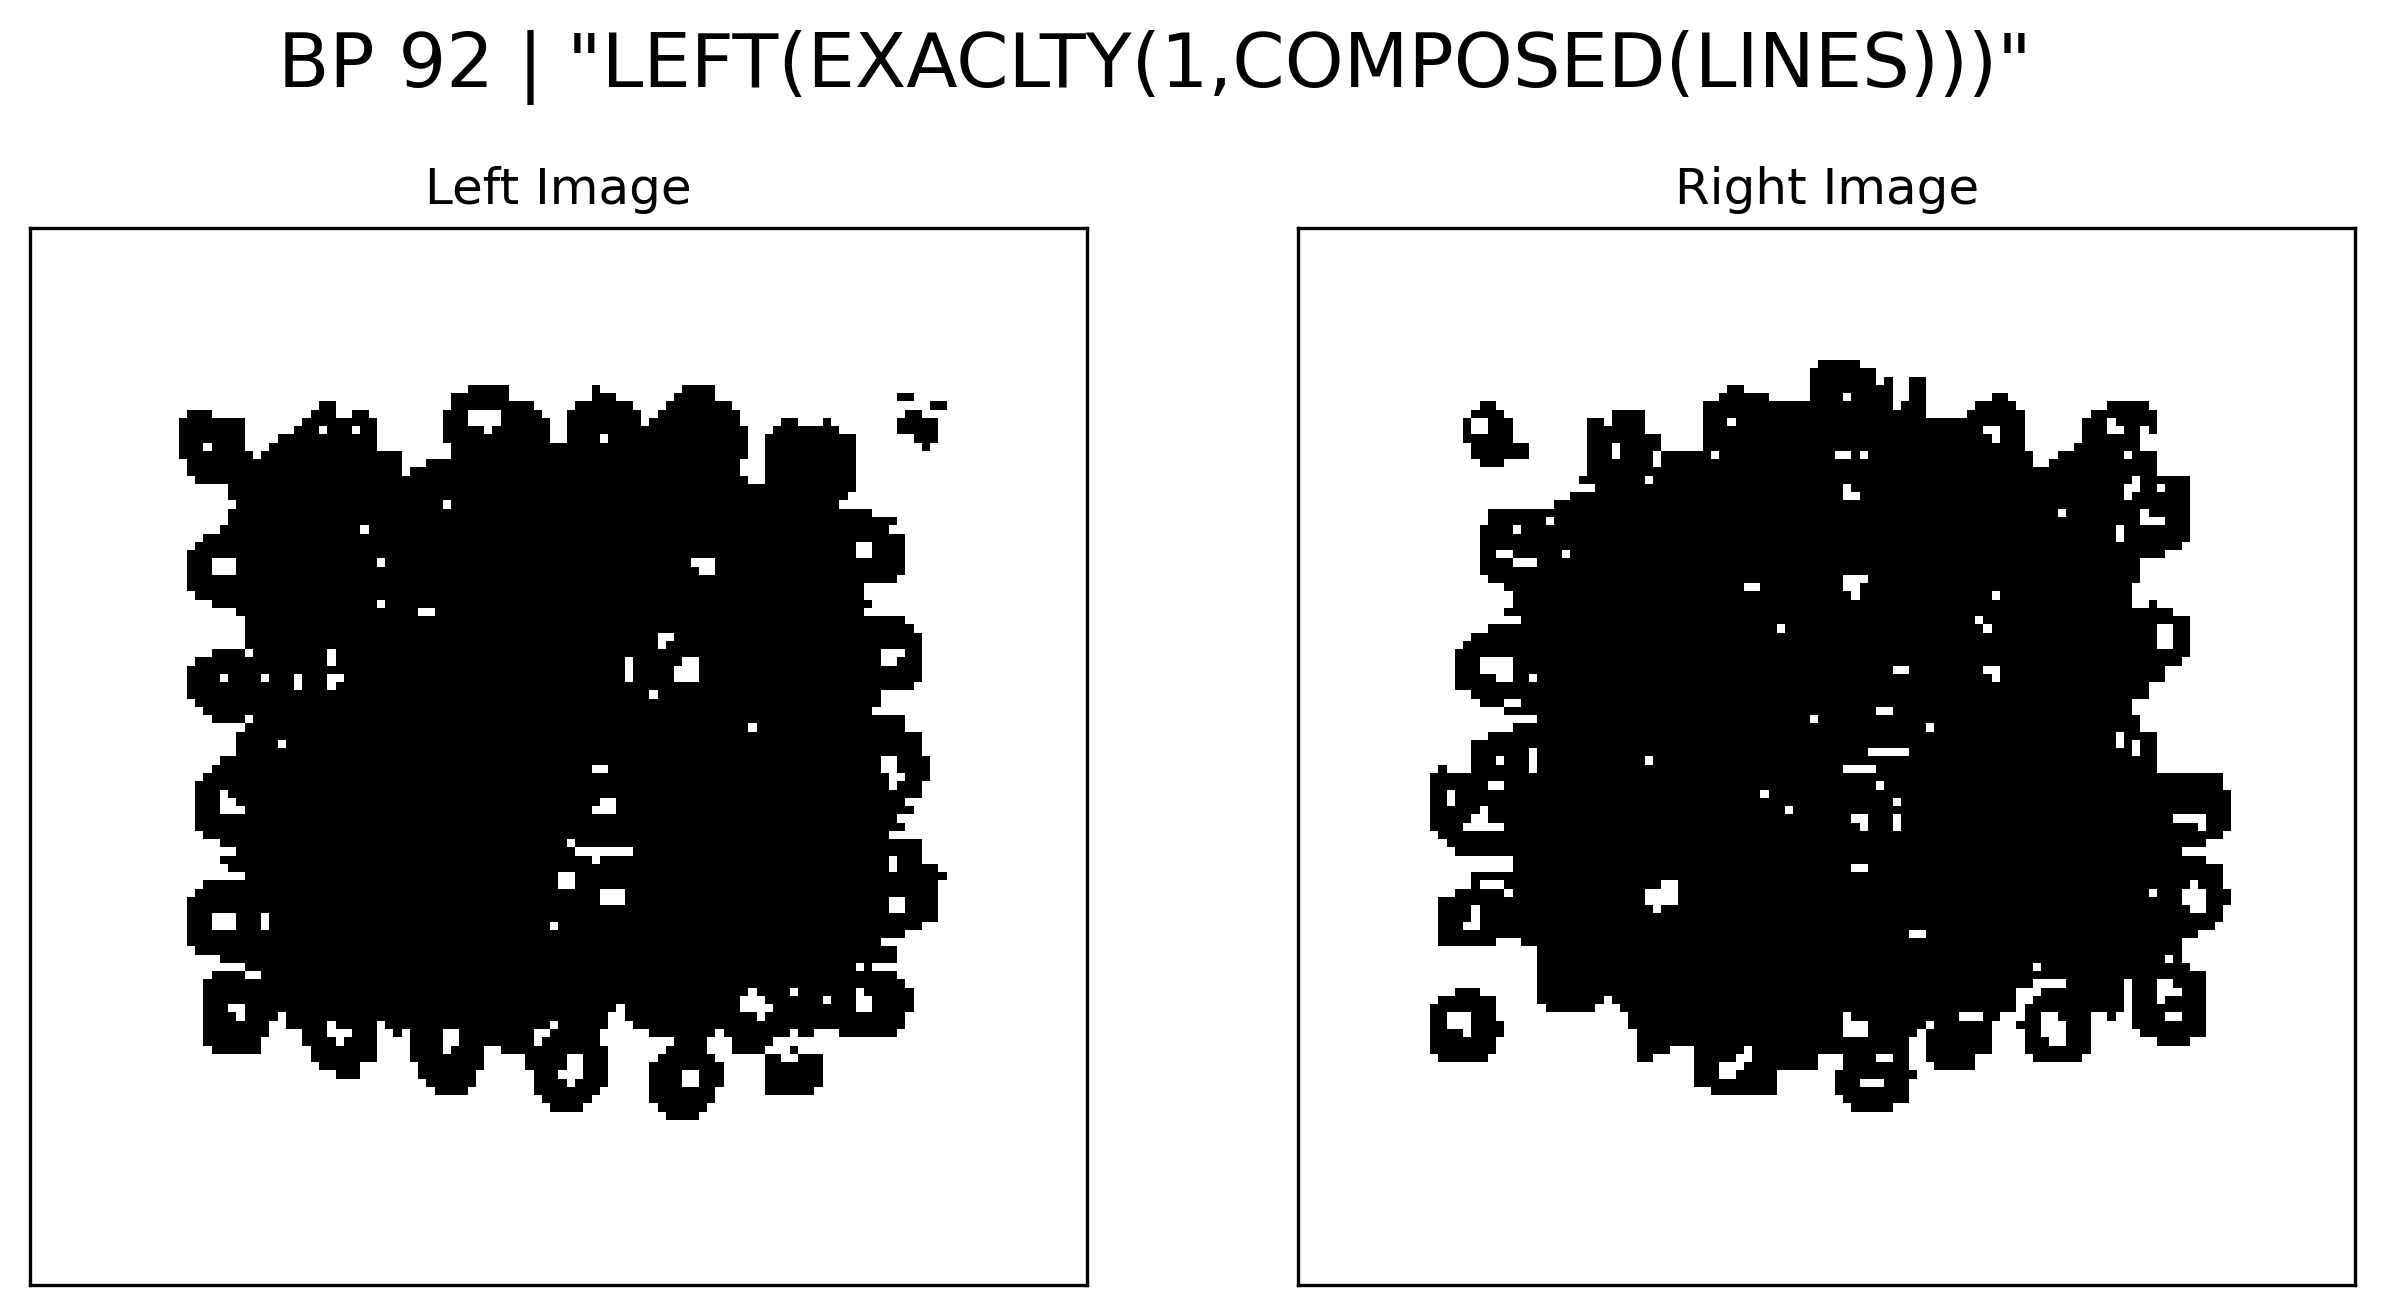 BP 92 | "LEFT(EXACLTY(1,COMPOSED(LINES)))"
Left Image
Right Image